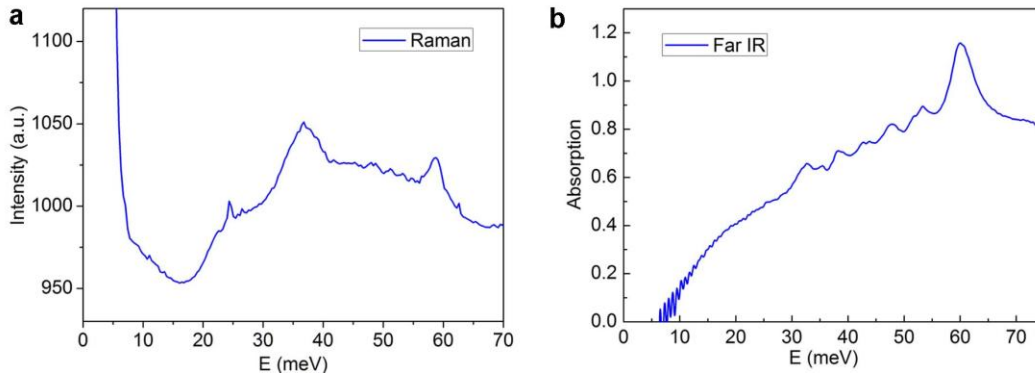 a
1100
1050
1000
950
Intensity (a.u.)
Raman
0 10 20 30 40 50 60 70
E (meV)
b
1.2
1.0
0.8
0.6
0.4
0.2
0.0
Absorption
Far IR
0 10 20 30 40 50 60 70
E (meV)